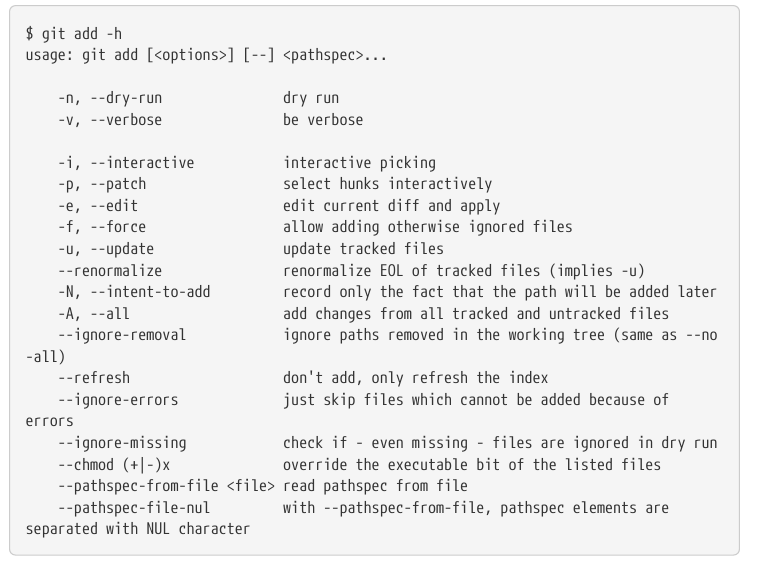 $ git add -h
usage: git add [<options>] [--] <pathspec>...
-n, --dry-run dry run
-v, --verbose be verbose
-i, --interactive interactive picking
-p, --patch select hunks interactively
-e, --edit edit current diff and apply
-f, --force allow adding otherwise ignored files
-u, --update update tracked files
--renormalize renormalize EOL of tracked files (implies -u)
-N, --intent-to-add record only the fact that the path will be added later
-A, --all add changes from all tracked and untracked files
--ignore-removal ignore paths removed in the working tree (same as --no
-all)
--refresh don't add, only refresh the index
--ignore-errors just skip files which cannot be added because of
errors
--ignore-missing check if - even missing - files are ignored in dry run
--chmod (+|-)x override the executable bit of the listed files
--pathspec-from-file <file> read pathspec from file
--pathspec-file-nul with --pathspec-from-file, pathspec elements are
separated with NUL character